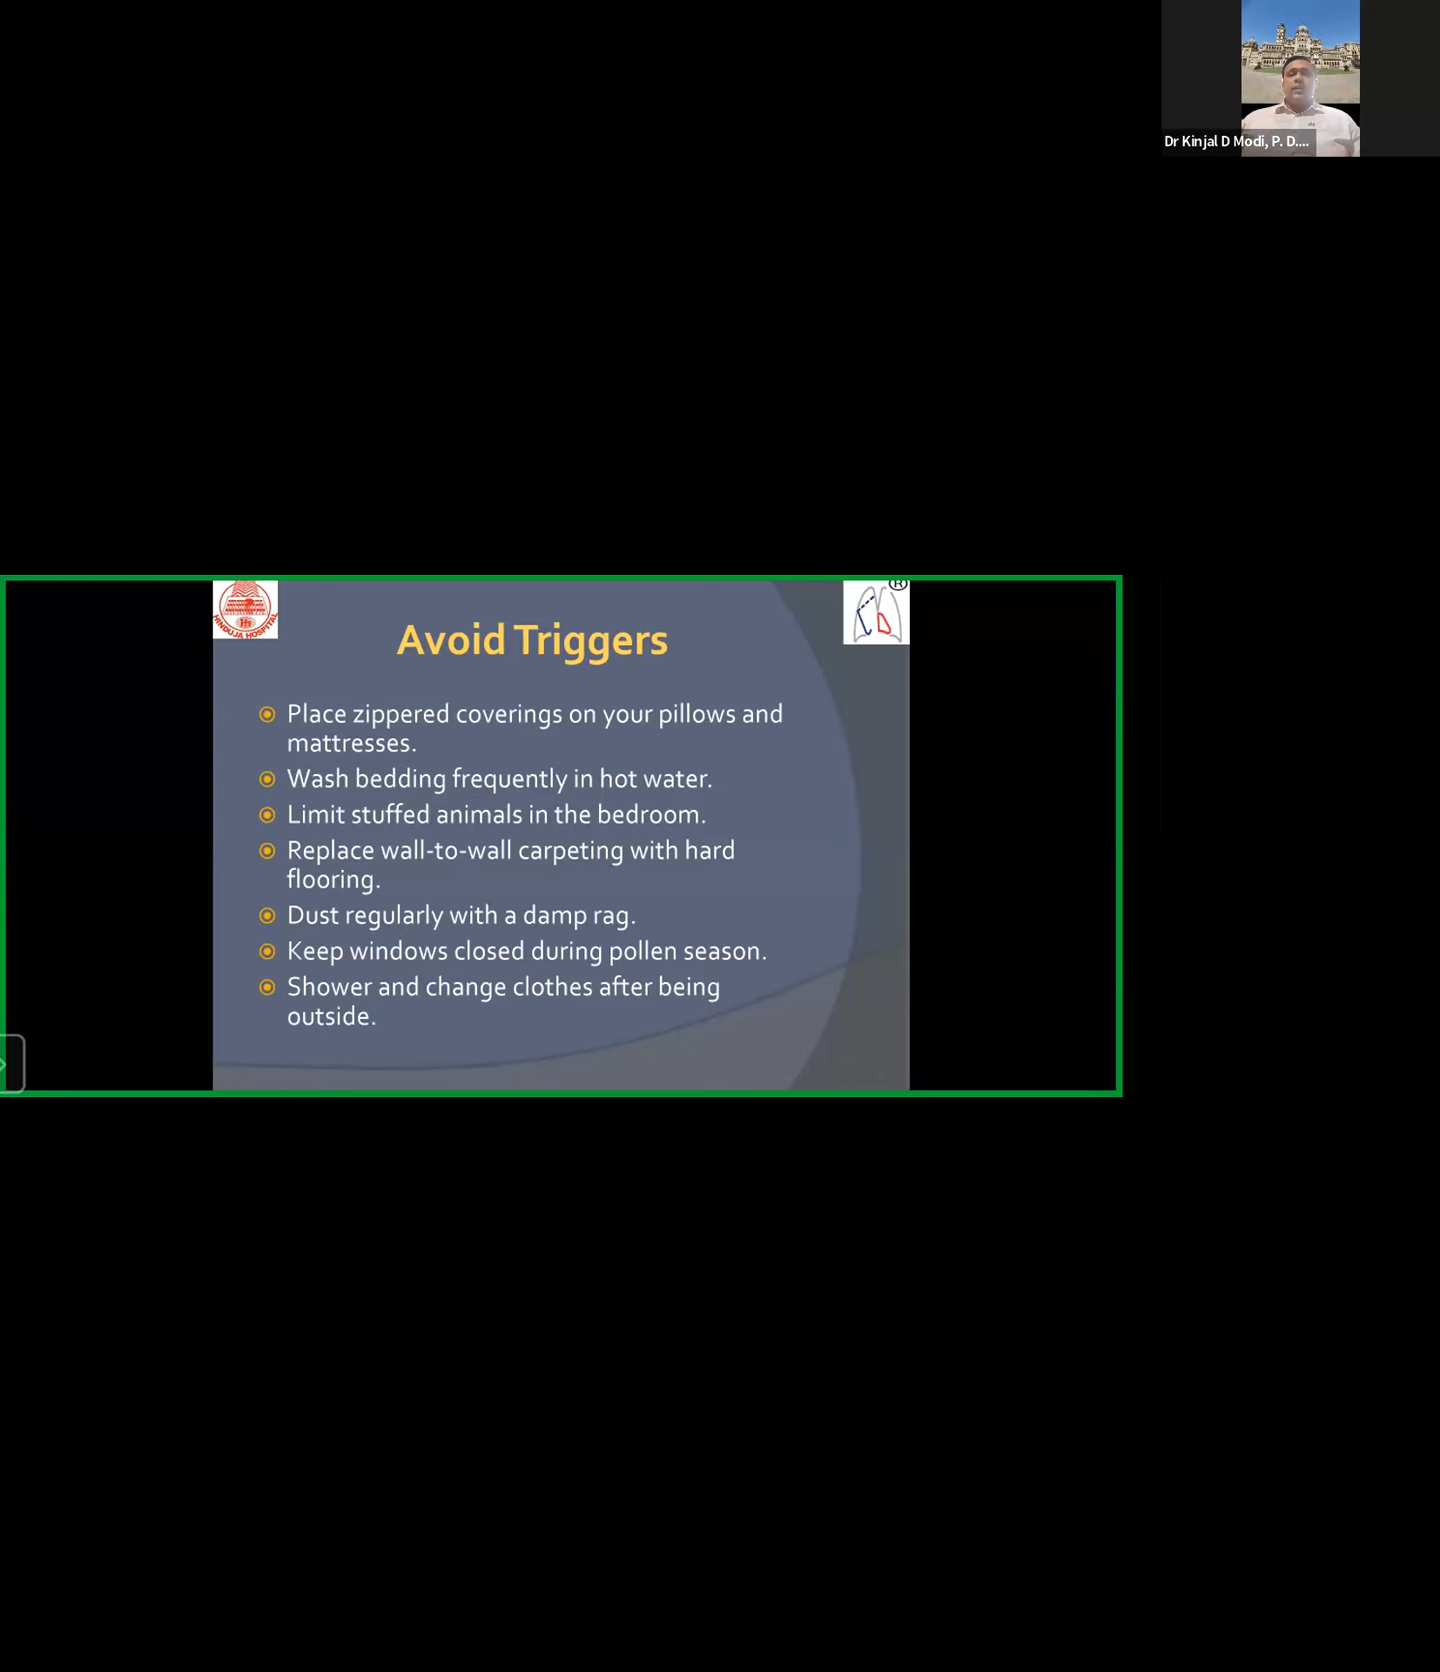 Dr Kinjal D Modi, P. D....
HINDUJA HOSPITAL
®
Avoid Triggers
Place zippered coverings on your pillows and
mattresses.
Wash bedding frequently in hot water.
Limit stuffed animals in the bedroom.
Replace wall-to-wall carpeting with hard
flooring.
Dust regularly with a damp rag.
Keep windows closed during pollen season.
Shower and change clothes after being
outside.